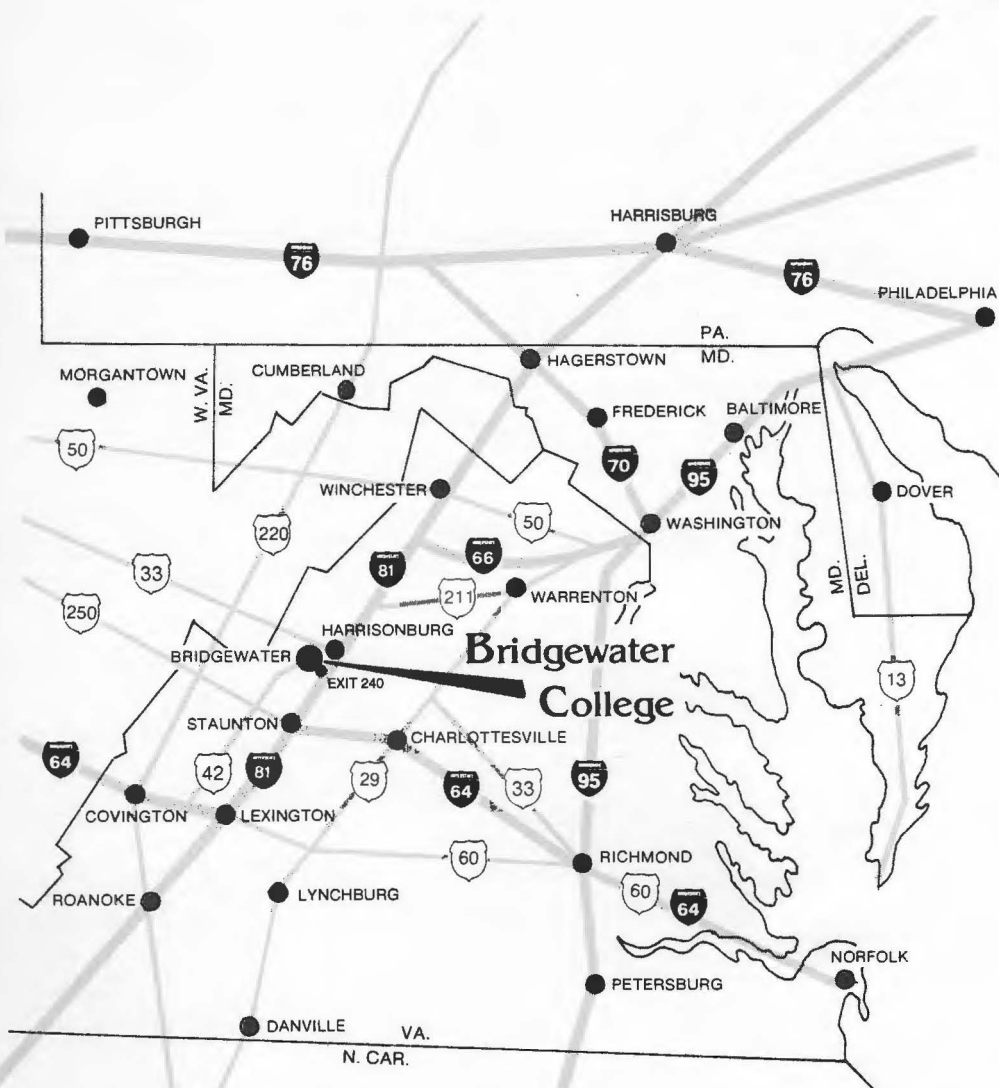 PITTSBURGH
HARRISBURG
76
76
PHILADELPHIA
PA.
MD.
HAGERSTOWN
W. VA.
MD.
CUMBERLAND
MORGANTOWN
FREDERICK
BALTIMORE
50
70
95
WINCHESTER
DOVER
50
WASHINGTON
220
66
81
33
MD.
DEL.
211
WARRENTON
250
HARRISONBURG
BRIDGEWATER
Bridgewater
College
EXIT 240
13
STAUNTON
CHARLOTTESVILLE
64
42
81
29
64
33
95
COVINGTON
LEXINGTON
60
RICHMOND
60
64
ROANOKE
LYNCHBURG
NORFOLK
PETERSBURG
DANVILLE
VA.
N. CAR.